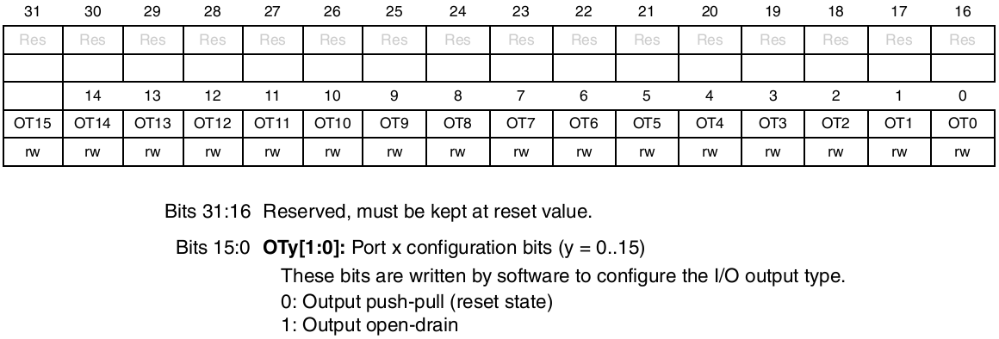 31 30 29 28 27 26 25 24 23 22 21 20 19 18 17 16
Res Res Res Res Res Res Res Res Res Res Res Res Res Res Res Res
14 13 12 11 10 9 8 7 6 5 4 3 2 1 0
OT15 OT14 OT13 OT12 OT11 OT10 OT9 OT8 OT7 OT6 OT5 OT4 OT3 OT2 OT1 OT0
rw rw rw rw rw rw rw rw rw rw rw rw rw rw rw rw
Bits 31:16 Reserved, must be kept at reset value.
Bits 15:0 OTy[1:0]: Port x configuration bits (y = 0..15)
These bits are written by software to configure the I/O output type.
0: Output push-pull (reset state)
1: Output open-drain